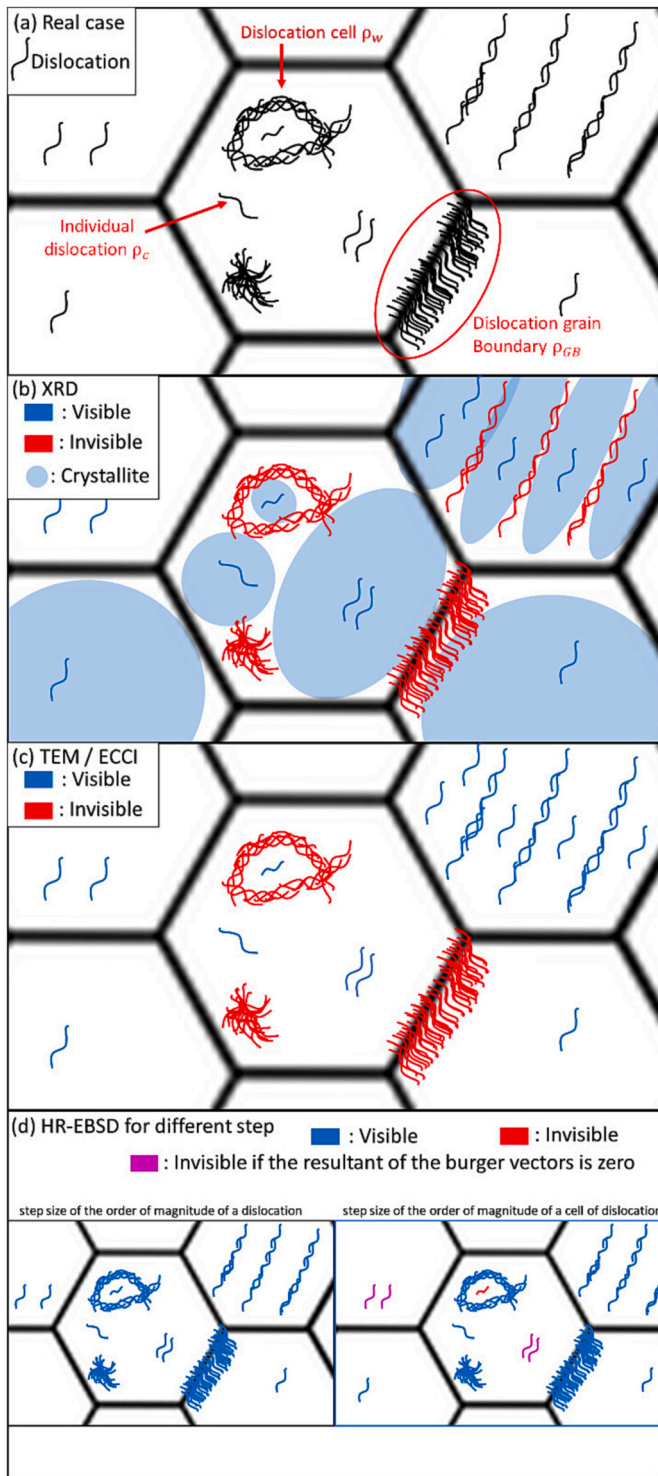 (a) Real case
Dislocation
Dislocation cell ρw
Individual
dislocation ρc
Dislocation grain
Boundary ρGB
(b) XRD
: Visible
: Invisible
: Crystallite
(c) TEM / ECCI
: Visible
: Invisible
(d) HR-EBSD for different step
: Visible
: Invisible
: Invisible if the resultant of the burger vectors is zero
step size of the order of magnitude of a dislocation
step size of the order of magnitude of a cell of dislocation